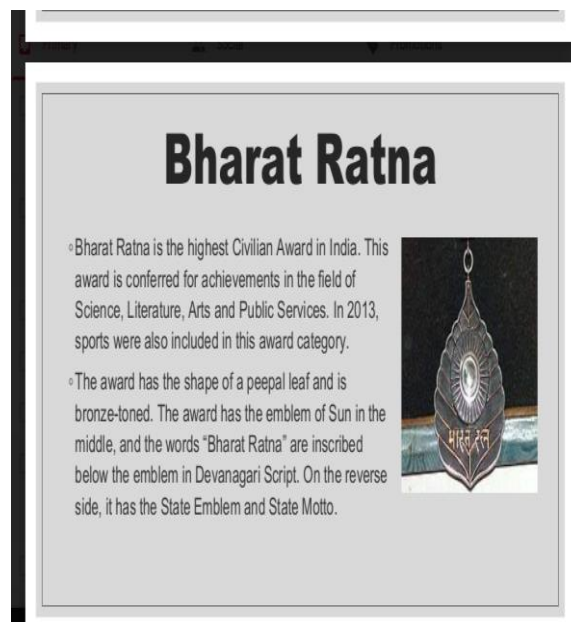 Social
Promotions
Bharat Ratna
◦Bharat Ratna is the highest Civilian Award in India. This
award is conferred for achievements in the field of
Science, Literature, Arts and Public Services. In 2013,
sports were also included in this award category.
◦The award has the shape of a peepal leaf and is
bronze-toned. The award has the emblem of Sun in the
middle, and the words “Bharat Ratna” are inscribed
below the emblem in Devanagari Script. On the reverse
side, it has the State Emblem and State Motto.
भारत रत्न